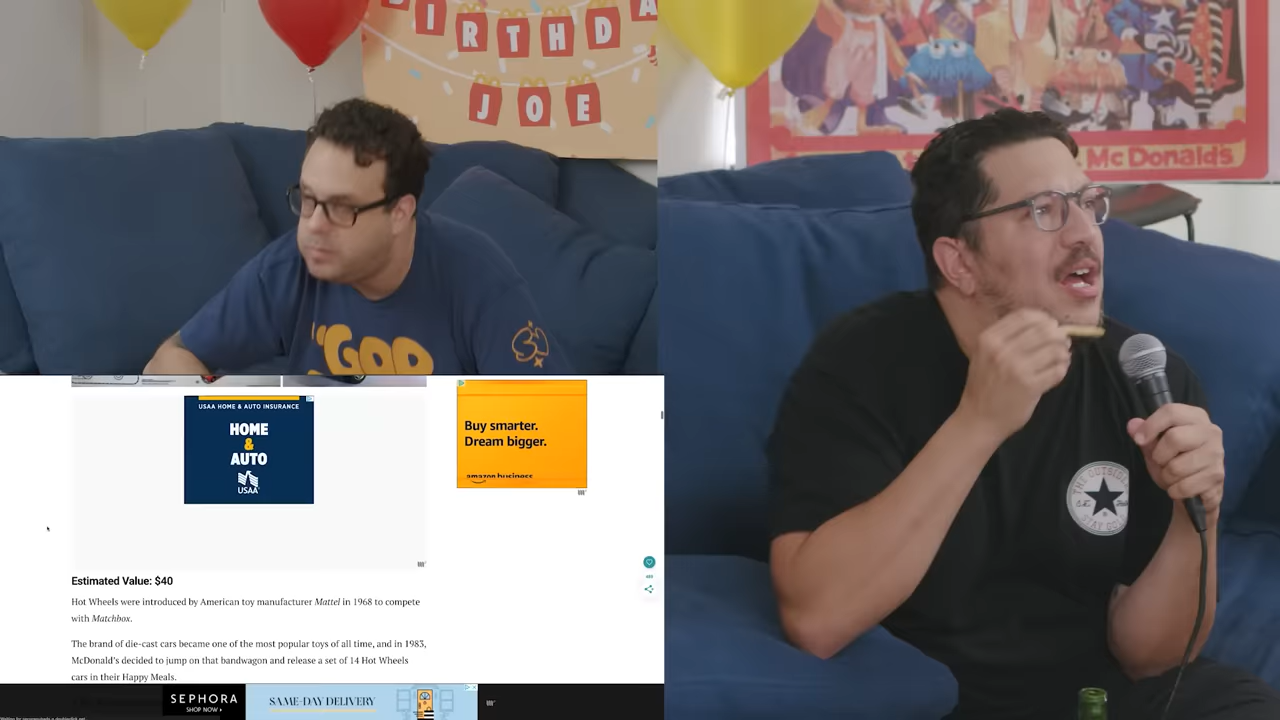 BIRTHDA
JOE
GOD
McDonald's
THE OUTSIDE
STAY GO
USAA HOME & AUTO INSURANCE
HOME
&
AUTO
USAA
Buy smarter.
Dream bigger.
amazon business
Estimated Value: $40
Hot Wheels were introduced by American toy manufacturer Mattel in 1968 to compete
with Matchbox.
The brand of die-cast cars became one of the most popular toys of all time, and in 1983,
McDonald's decided to jump on that bandwagon and release a set of 14 Hot Wheels
cars in their Happy Meals.
SEPHORA
SHOP NOW
SAME-DAY DELIVERY